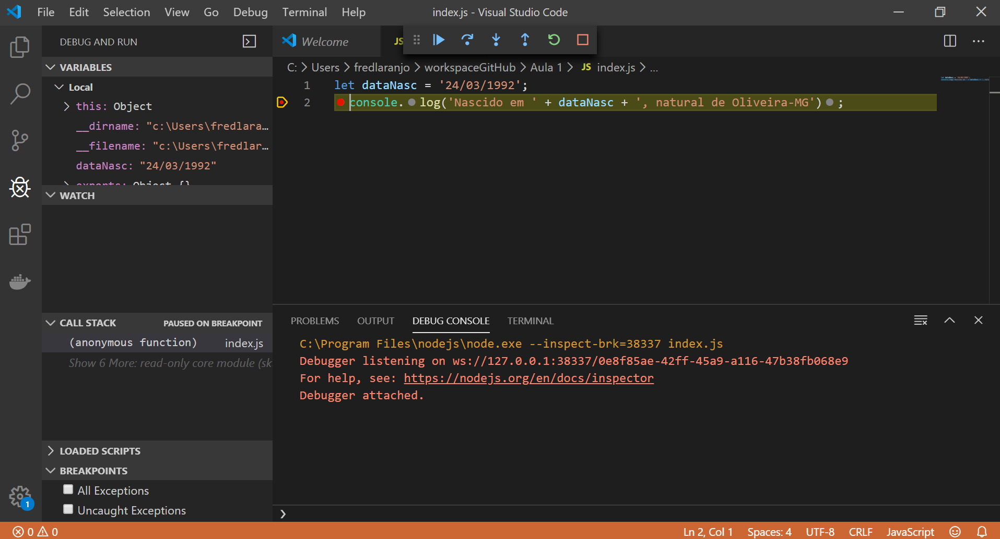 File Edit Selection View Go Debug Terminal Help index.js - Visual Studio Code
DEBUG AND RUN
Welcome
JS
VARIABLES
Local
this: Object
__dirname: "c:\Users\fredlara…
__filename: "c:\Users\fredlar…
dataNasc: "24/03/1992"
exports: Object {}
WATCH
CALL STACK PAUSED ON BREAKPOINT
(anonymous function) index.js
Show 6 More: read-only core module (sk
LOADED SCRIPTS
BREAKPOINTS
All Exceptions
Uncaught Exceptions
1
C: > Users > fredlaranjo > workspaceGitHub > Aula 1 > JS index.js > ...
1 let dataNasc = '24/03/1992';
2 console.log('Nascido em ' + dataNasc + ', natural de Oliveira-MG') ;
PROBLEMS OUTPUT DEBUG CONSOLE TERMINAL
C:\Program Files\nodejs\node.exe --inspect-brk=38337 index.js
Debugger listening on ws://127.0.0.1:38337/0e8f85ae-42ff-45a9-a116-47b38fb068e9
For help, see: https://nodejs.org/en/docs/inspector
Debugger attached.
0 0 Ln 2, Col 1 Spaces: 4 UTF-8 CRLF JavaScript